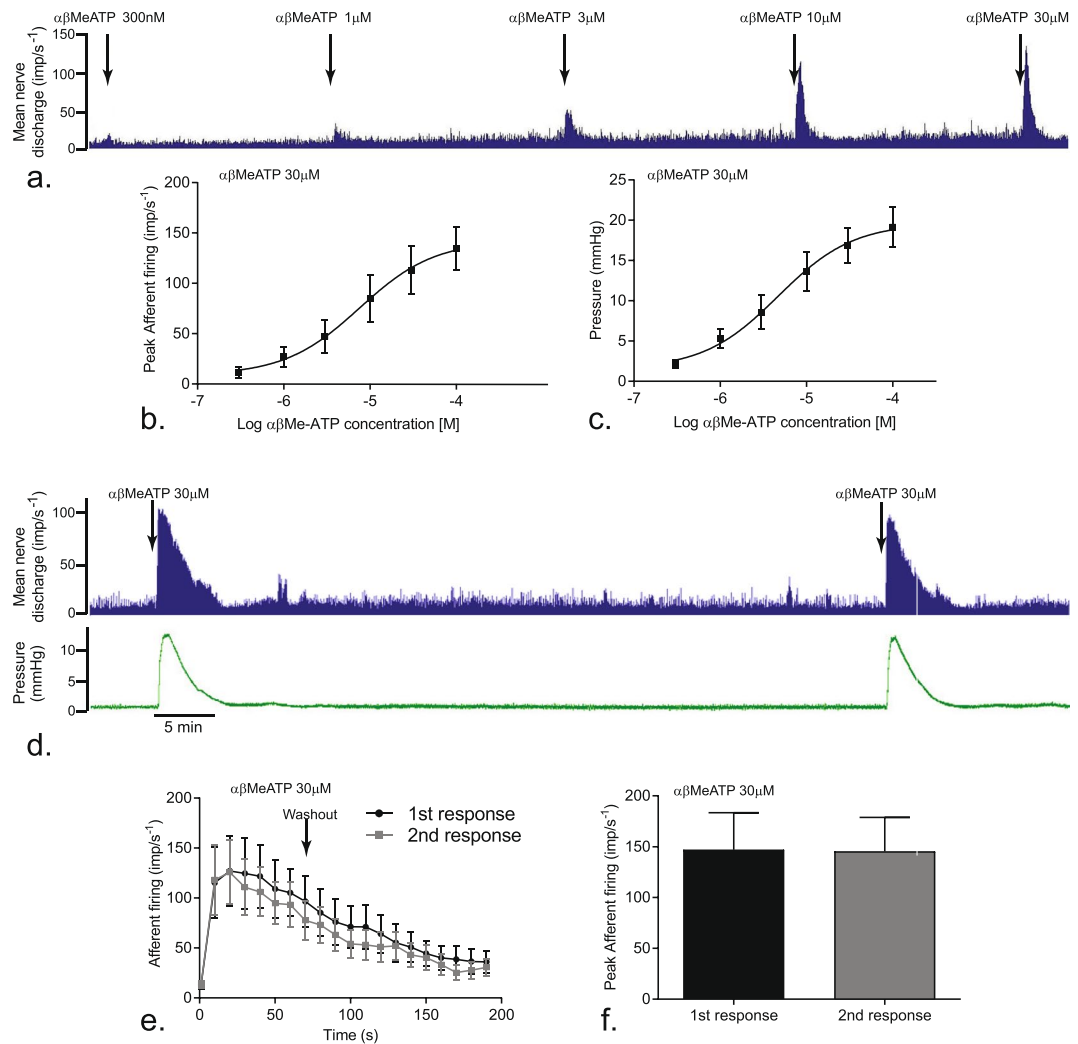 αβMeATP 300nM
αβMeATP 1μM
αβMeATP 3μM
αβMeATP 10μM
αβMeATP 30μM
Mean nerve
discharge (imp/s⁻¹)
150
100
50
0
a.
αβMeATP 30μM
Peak Afferent firing (imp/s⁻¹)
200
150
100
50
0
-7
-6
-5
-4
Log αβMe-ATP concentration [M]
b.
αβMeATP 30μM
Pressure (mmHg)
25
20
15
10
5
0
-7
-6
-5
-4
Log αβMe-ATP concentration [M]
c.
αβMeATP 30μM
αβMeATP 30μM
Mean nerve
discharge (imp/s⁻¹)
100
50
0
Pressure
(mmHg)
10
5
0
5 min
d.
αβMeATP 30μM
Washout
1st response
2nd response
Afferent firing (imp/s⁻¹)
200
150
100
50
0
0
50
100
150
200
Time (s)
e.
αβMeATP 30μM
Peak Afferent firing (imp/s⁻¹)
200
150
100
50
0
1st response
2nd response
f.